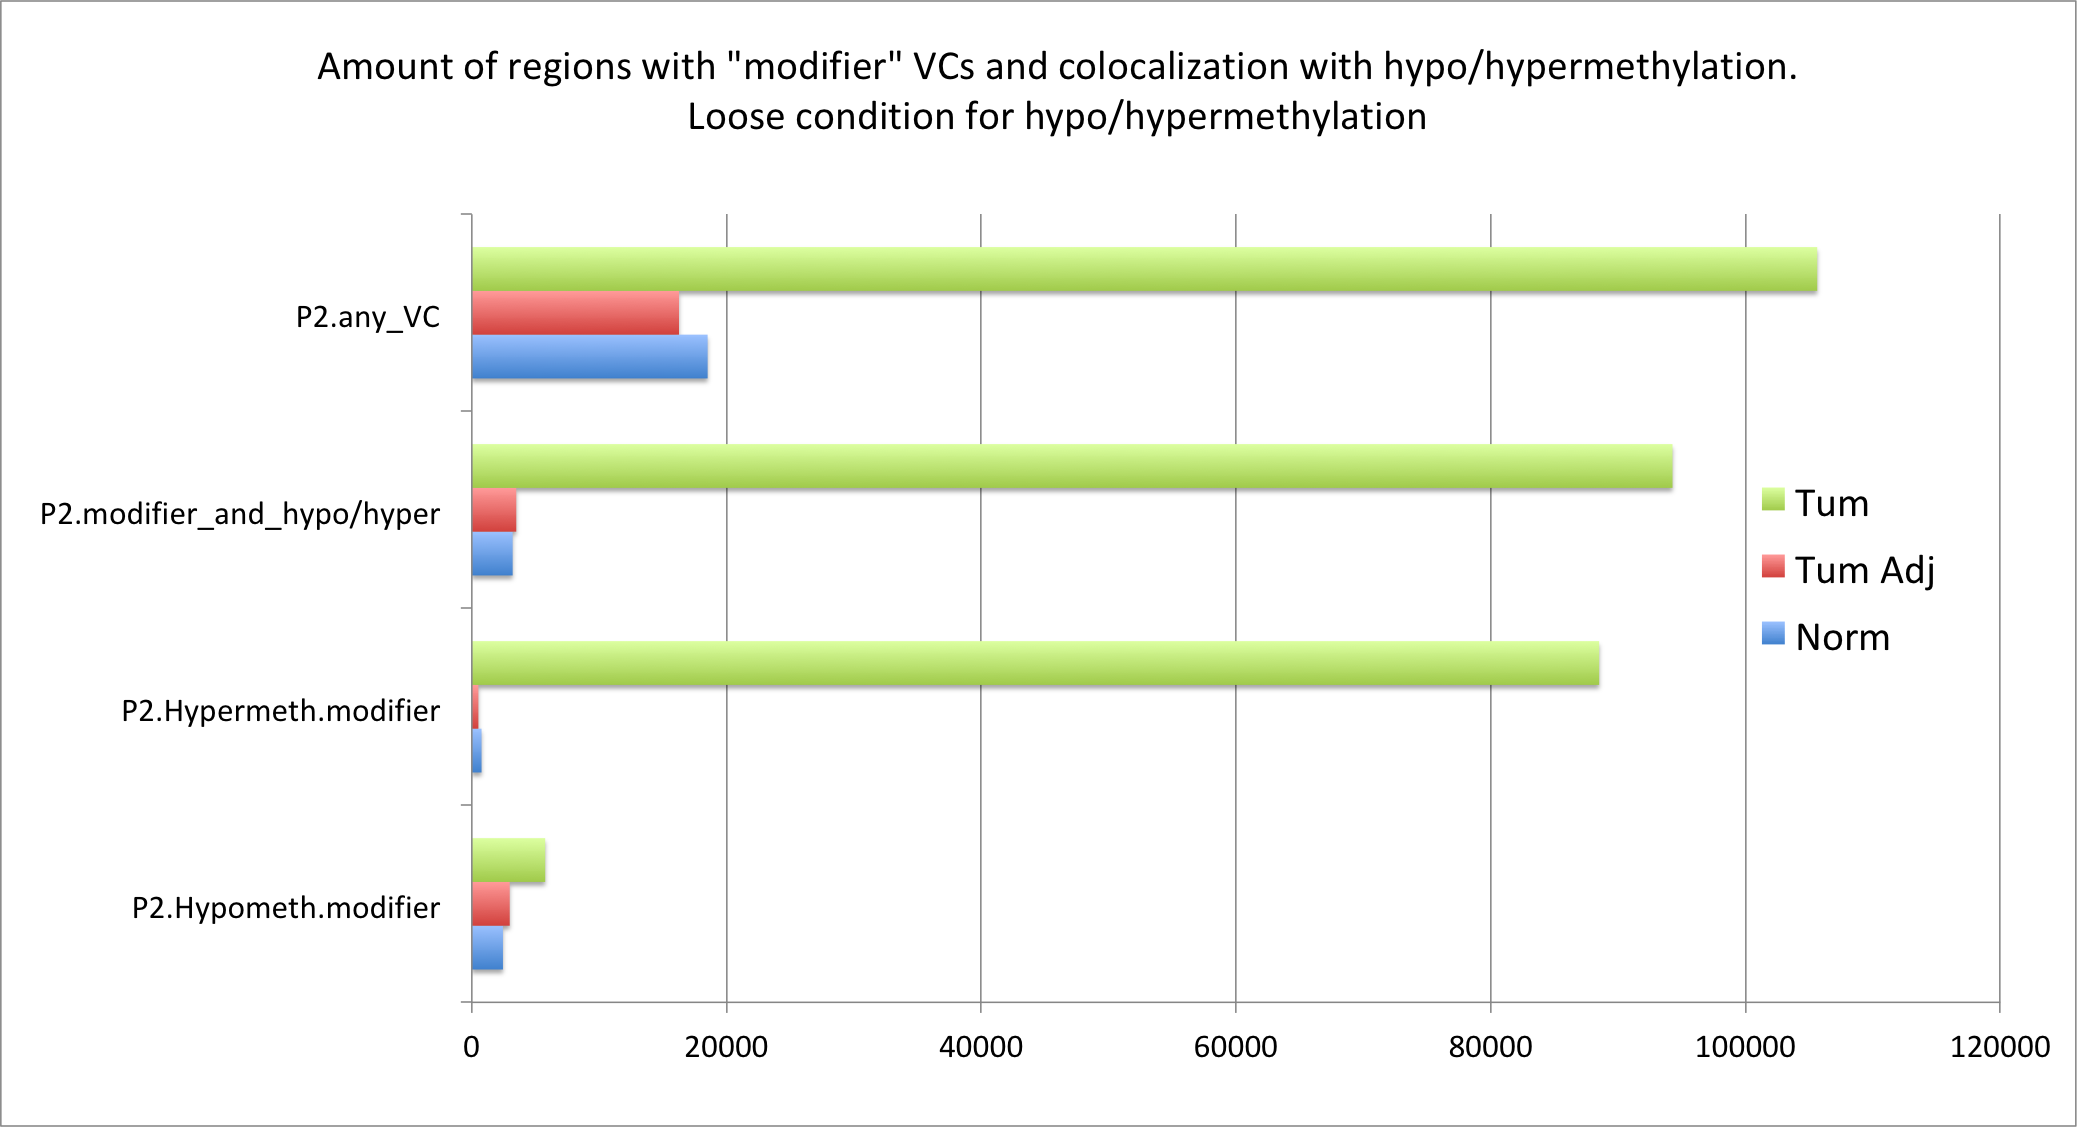 Amount of regions with "modifier" VCs and colocalization with hypo/hypermethylation.
Loose condition for hypo/hypermethylation
P2.any_VC
P2.modifier_and_hypo/hyper
P2.Hypermeth.modifier
P2.Hypometh.modifier
Tum
Tum Adj
Norm
0 20000 40000 60000 80000 100000 120000